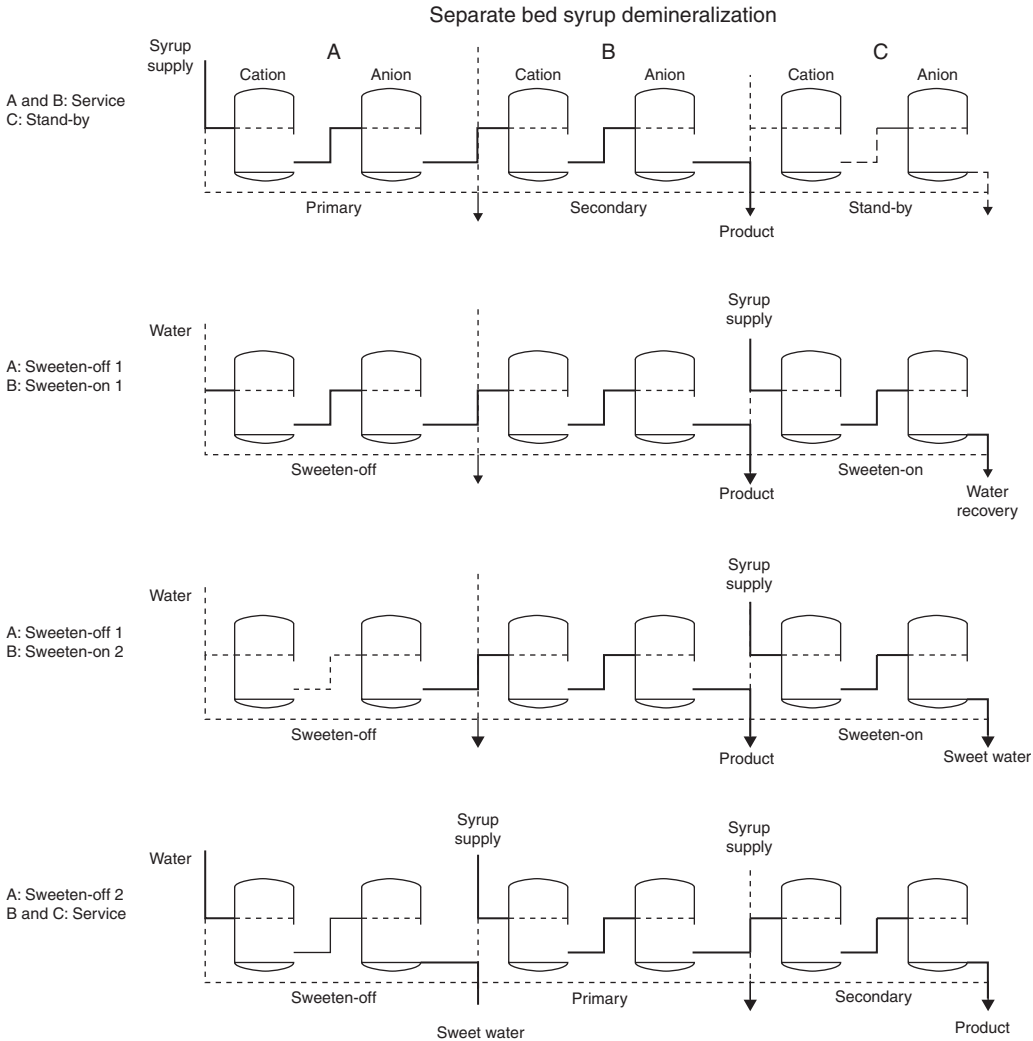 Separate bed syrup demineralization
A B C
Syrup
supply
Cation Anion Cation Anion Cation Anion
A and B: Service
C: Stand-by
Primary Secondary Stand-by
Product
Syrup
supply
Water
A: Sweeten-off 1
B: Sweeten-on 1
Sweeten-off Sweeten-on
Product
Water
recovery
Syrup
supply
Water
A: Sweeten-off 1
B: Sweeten-on 2
Sweeten-off Sweeten-on
Product Sweet water
Syrup
supply
Syrup
supply
Water
A: Sweeten-off 2
B and C: Service
Sweeten-off Primary Secondary
Sweet water Product